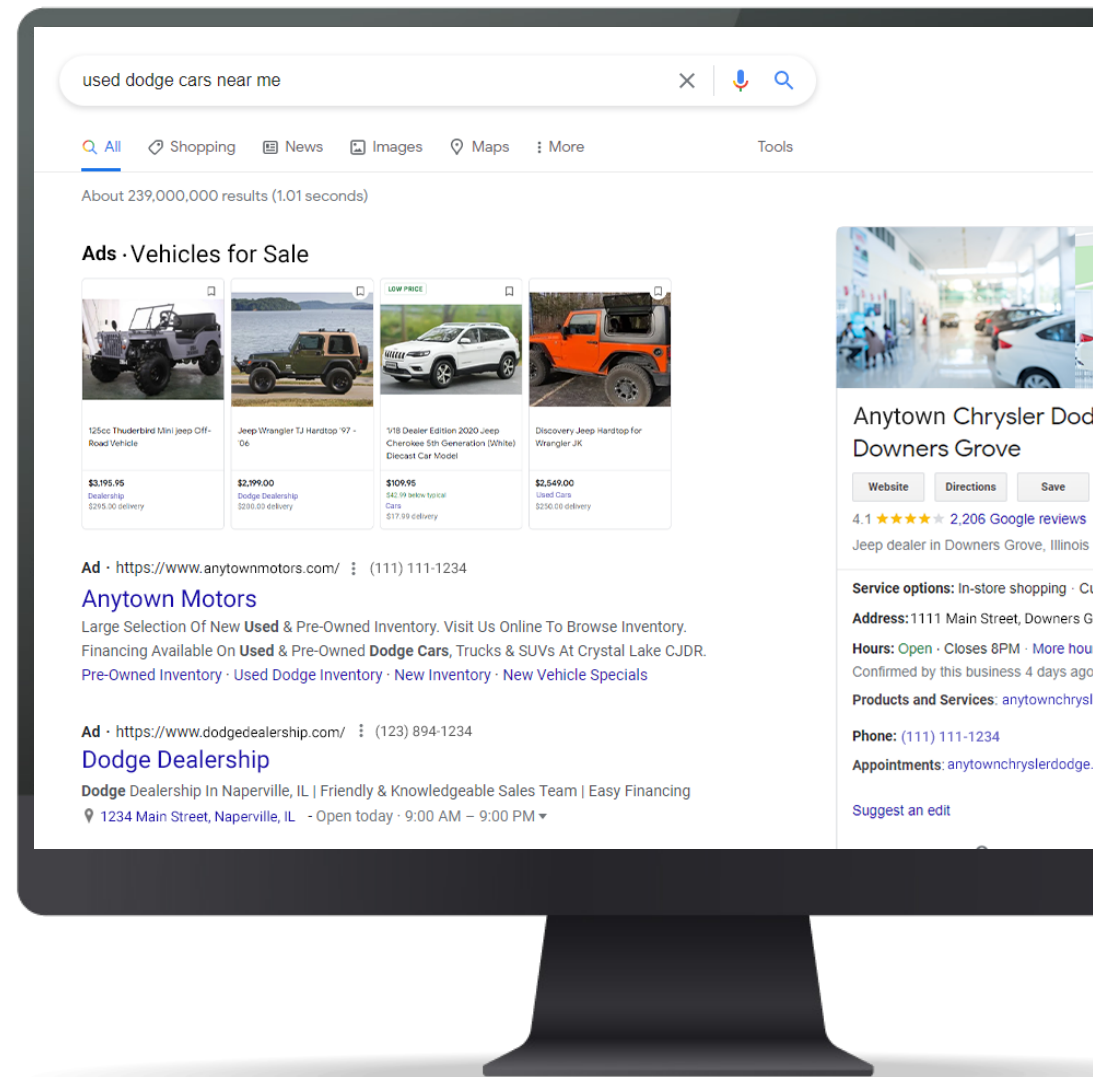 used dodge cars near me
All
Shopping
News
Images
Maps
More
Tools
About 239,000,000 results (1.01 seconds)
Ads · Vehicles for Sale
125cc Thuderbird Mini jeep Off-
Road Vehicle
$3,195.95
Dealership
$295.00 delivery
Jeep Wrangler TJ Hardtop '97 -
'06
$2,199.00
Dodge Dealership
$200.00 delivery
LOW PRICE
1/18 Dealer Edition 2020 Jeep
Cherokee 5th Generation (White)
Diecast Car Model
$109.95
$42.99 below typical
Cars
$17.99 delivery
Discovery Jeep Hardtop for
Wrangler JK
$2,549.00
Used Cars
$250.00 delivery
Ad · https://www.anytownmotors.com/ (111) 111-1234
Anytown Motors
Large Selection Of New Used & Pre-Owned Inventory. Visit Us Online To Browse Inventory.
Financing Available On Used & Pre-Owned Dodge Cars, Trucks & SUVs At Crystal Lake CJDR.
Pre-Owned Inventory · Used Dodge Inventory · New Inventory · New Vehicle Specials
Ad · https://www.dodgedealership.com/ (123) 894-1234
Dodge Dealership
Dodge Dealership In Naperville, IL | Friendly & Knowledgeable Sales Team | Easy Financing
1234 Main Street, Naperville, IL - Open today · 9:00 AM – 9:00 PM
Anytown Chrysler Dod
Downers Grove
Website
Directions
Save
4.1 2,206 Google reviews
Jeep dealer in Downers Grove, Illinois
Service options: In-store shopping · Cu
Address: 1111 Main Street, Downers G
Hours: Open · Closes 8PM · More hou
Confirmed by this business 4 days ago
Products and Services: anytownchrysl
Phone: (111) 111-1234
Appointments: anytownchryslerdodge.
Suggest an edit